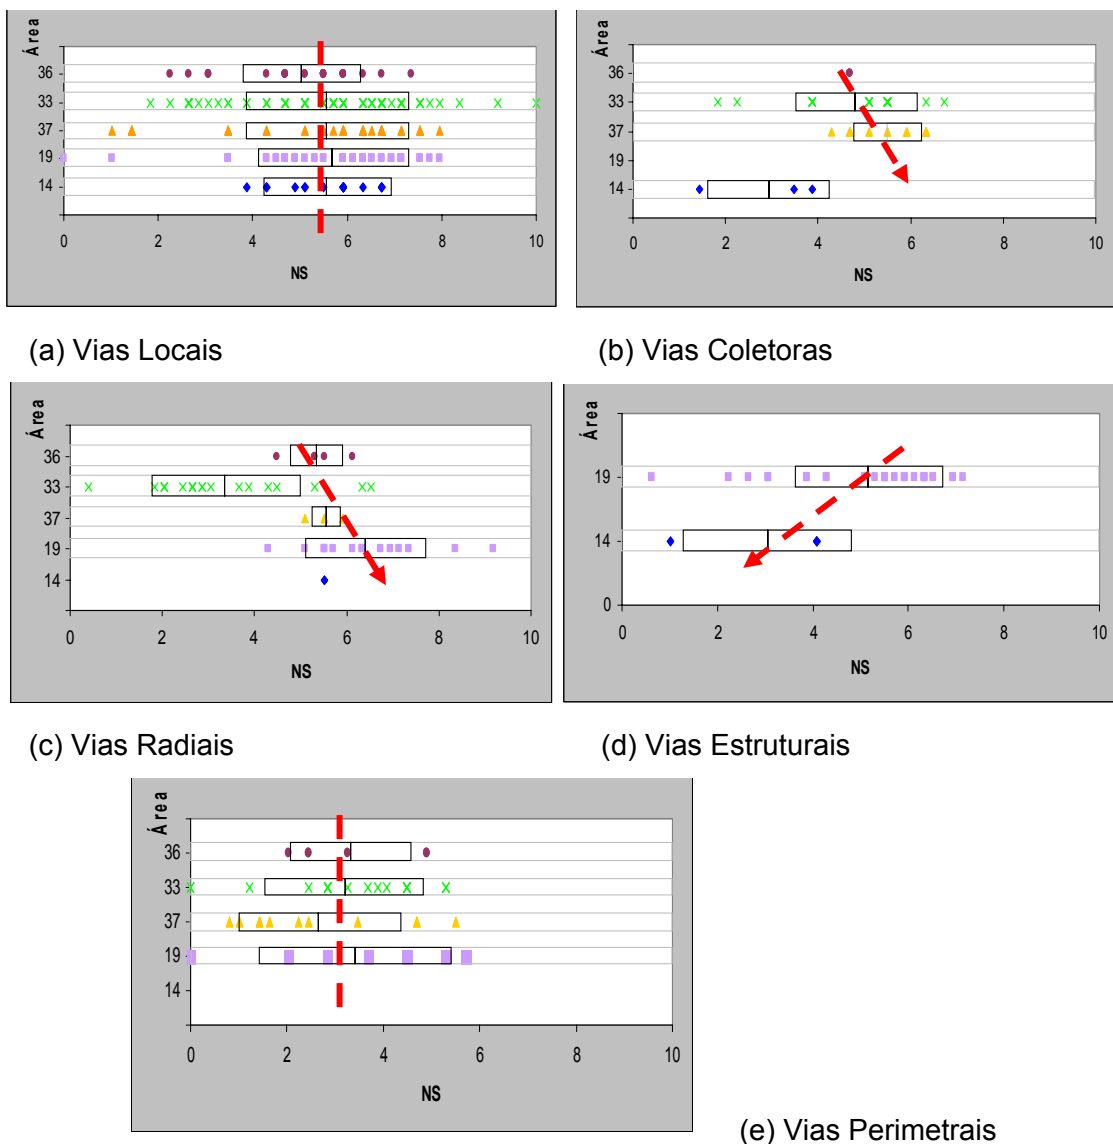 Área
36
33
37
19
14
0 2 4 6 8 10
NS
(a) Vias Locais
Área
36
33
37
19
14
0 2 4 6 8 10
NS
(b) Vias Coletoras
Área
36
33
37
19
14
0 2 4 6 8 10
NS
(c) Vias Radiais
Área
19
14
0
0 2 4 6 8 10
NS
(d) Vias Estruturais
Área
36
33
37
19
14
0 2 4 6 8 10
NS
(e) Vias Perimetrais